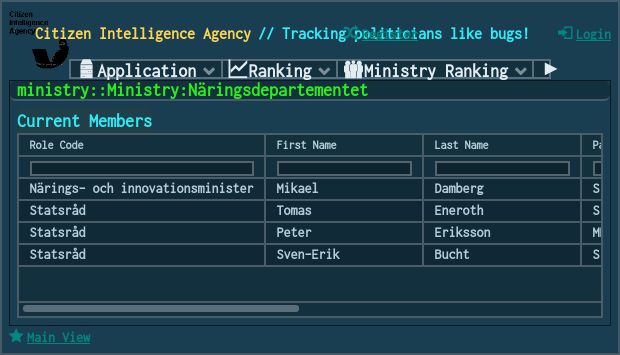 Citizen
Intelligence
Agency
Citizen Intelligence Agency // Tracking politicians like bugs!
Login
Application Ranking Ministry Ranking
ministry::Ministry:Näringsdepartementet
Current Members
Role Code First Name Last Name Pa
Närings- och innovationsminister Mikael Damberg S
Statsråd Tomas Eneroth S
Statsråd Peter Eriksson MP
Statsråd Sven-Erik Bucht S
Main View